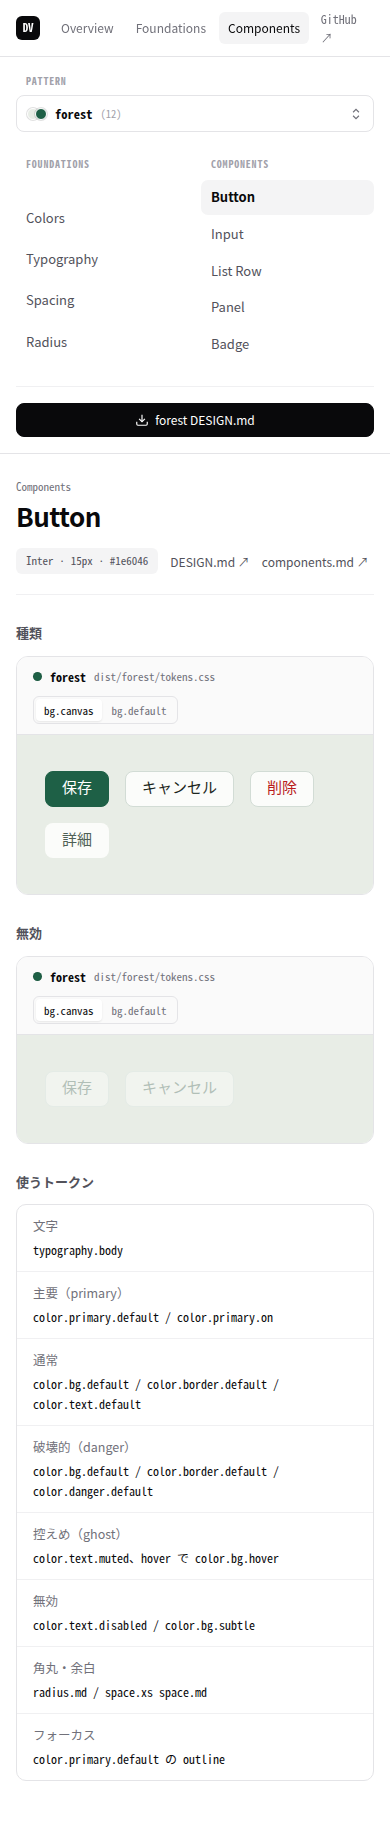 DV
Overview
Foundations
Components
GitHub ↗
PATTERN
forest (12)
FOUNDATIONS
Colors
Typography
Spacing
Radius
COMPONENTS
Button
Input
List Row
Panel
Badge
forest DESIGN.md
Components
Button
Inter · 15px · #1e6046
DESIGN.md ↗
components.md ↗
種類
forest dist/forest/tokens.css
bg.canvas bg.default
保存 キャンセル 削除
詳細
無効
forest dist/forest/tokens.css
bg.canvas bg.default
保存 キャンセル
使うトークン
文字
typography.body
主要（primary）
color.primary.default / color.primary.on
通常
color.bg.default / color.border.default /
color.text.default
破壊的（danger）
color.bg.default / color.border.default /
color.danger.default
控えめ（ghost）
color.text.muted、hover で color.bg.hover
無効
color.text.disabled / color.bg.subtle
角丸・余白
radius.md / space.xs space.md
フォーカス
color.primary.default の outline